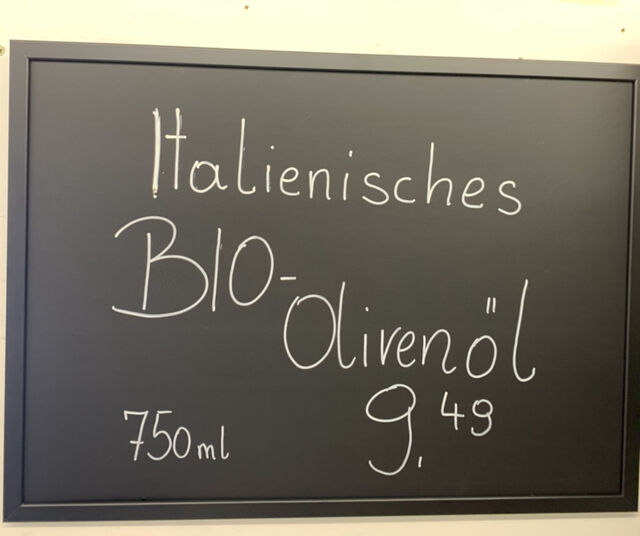 Italienisches
BIO-
Olivenöl
750ml 9.49